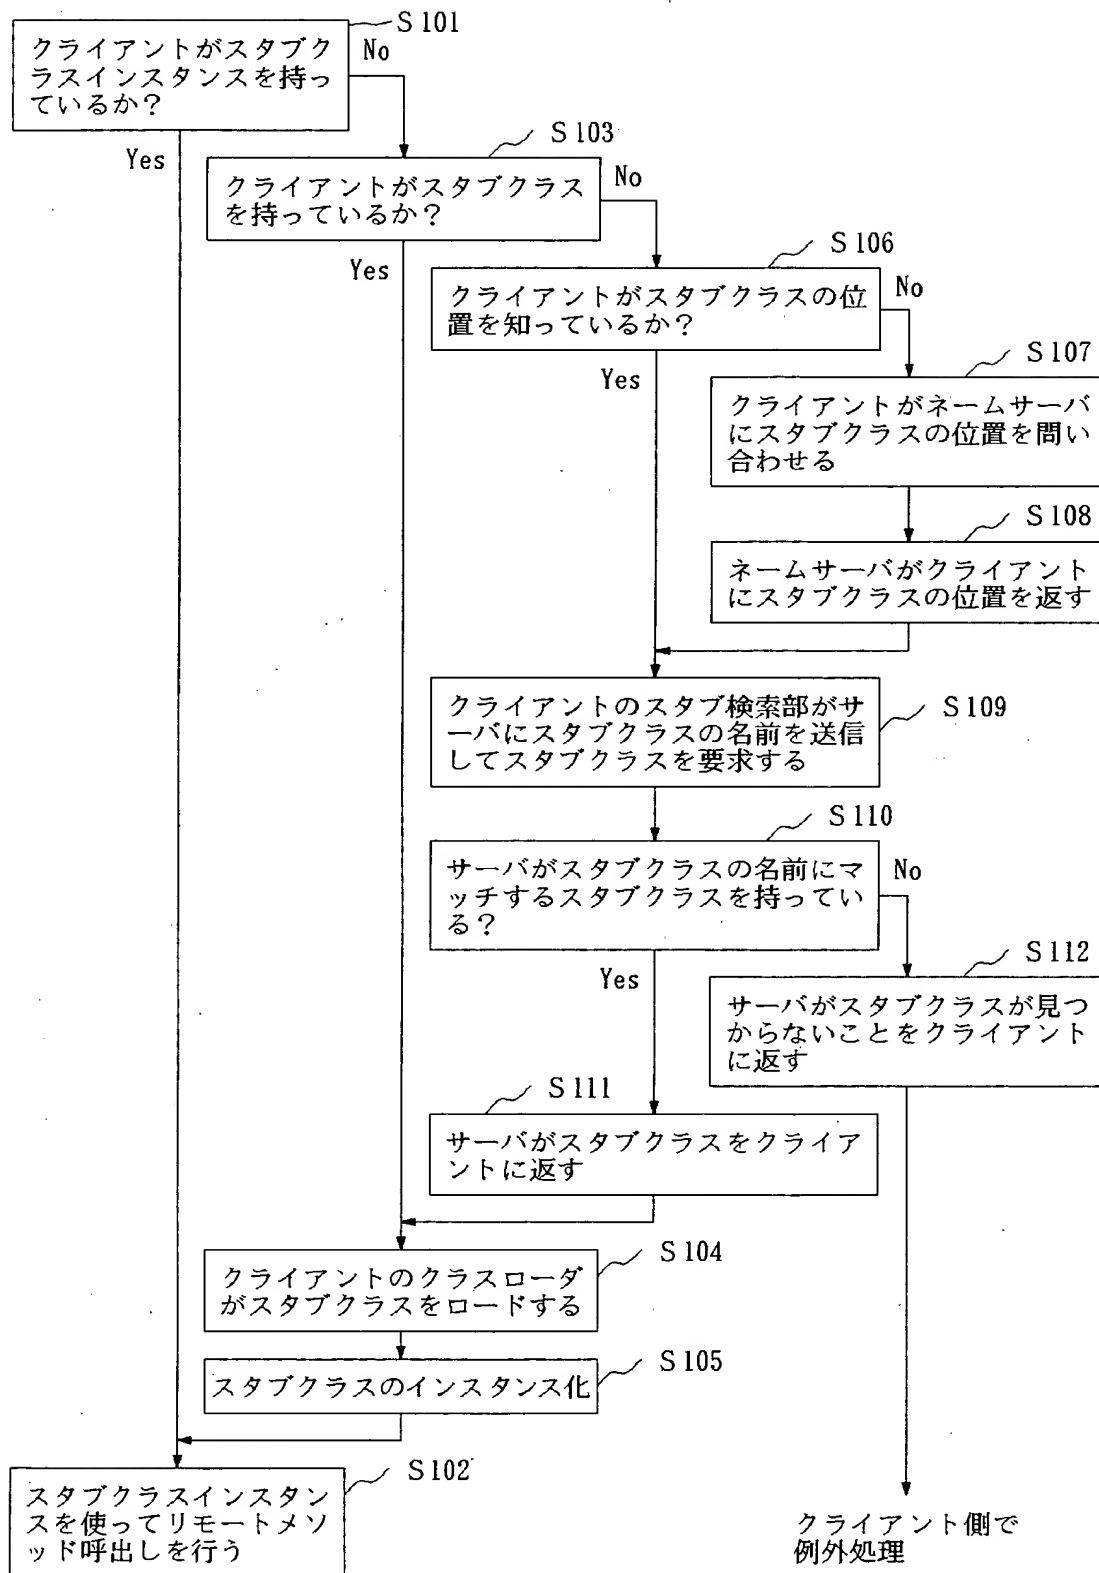 S101
クライアントがスタブク
ラスインスタンスを持っ
ているか？
No
Yes
S103
クライアントがスタブクラス
を持っているか？
No
Yes
S106
クライアントがスタブクラスの位
置を知っているか？
No
Yes
S107
クライアントがネームサーバ
にスタブクラスの位置を問い
合わせる
S108
ネームサーバがクライアント
にスタブクラスの位置を返す
S109
クライアントのスタブ検索部がサ
ーバにスタブクラスの名前を送信
してスタブクラスを要求する
S110
サーバがスタブクラスの名前にマ
ッチするスタブクラスを持ってい
る？
No
Yes
S112
サーバがスタブクラスが見つ
からないことをクライアント
に返す
S111
サーバがスタブクラスをクライア
ントに返す
S104
クライアントのクラスローダ
がスタブクラスをロードする
S105
スタブクラスのインスタンス化
S102
スタブクラスインスタン
スを使ってリモートメソ
ッド呼出しを行う
クライアント側で
例外処理